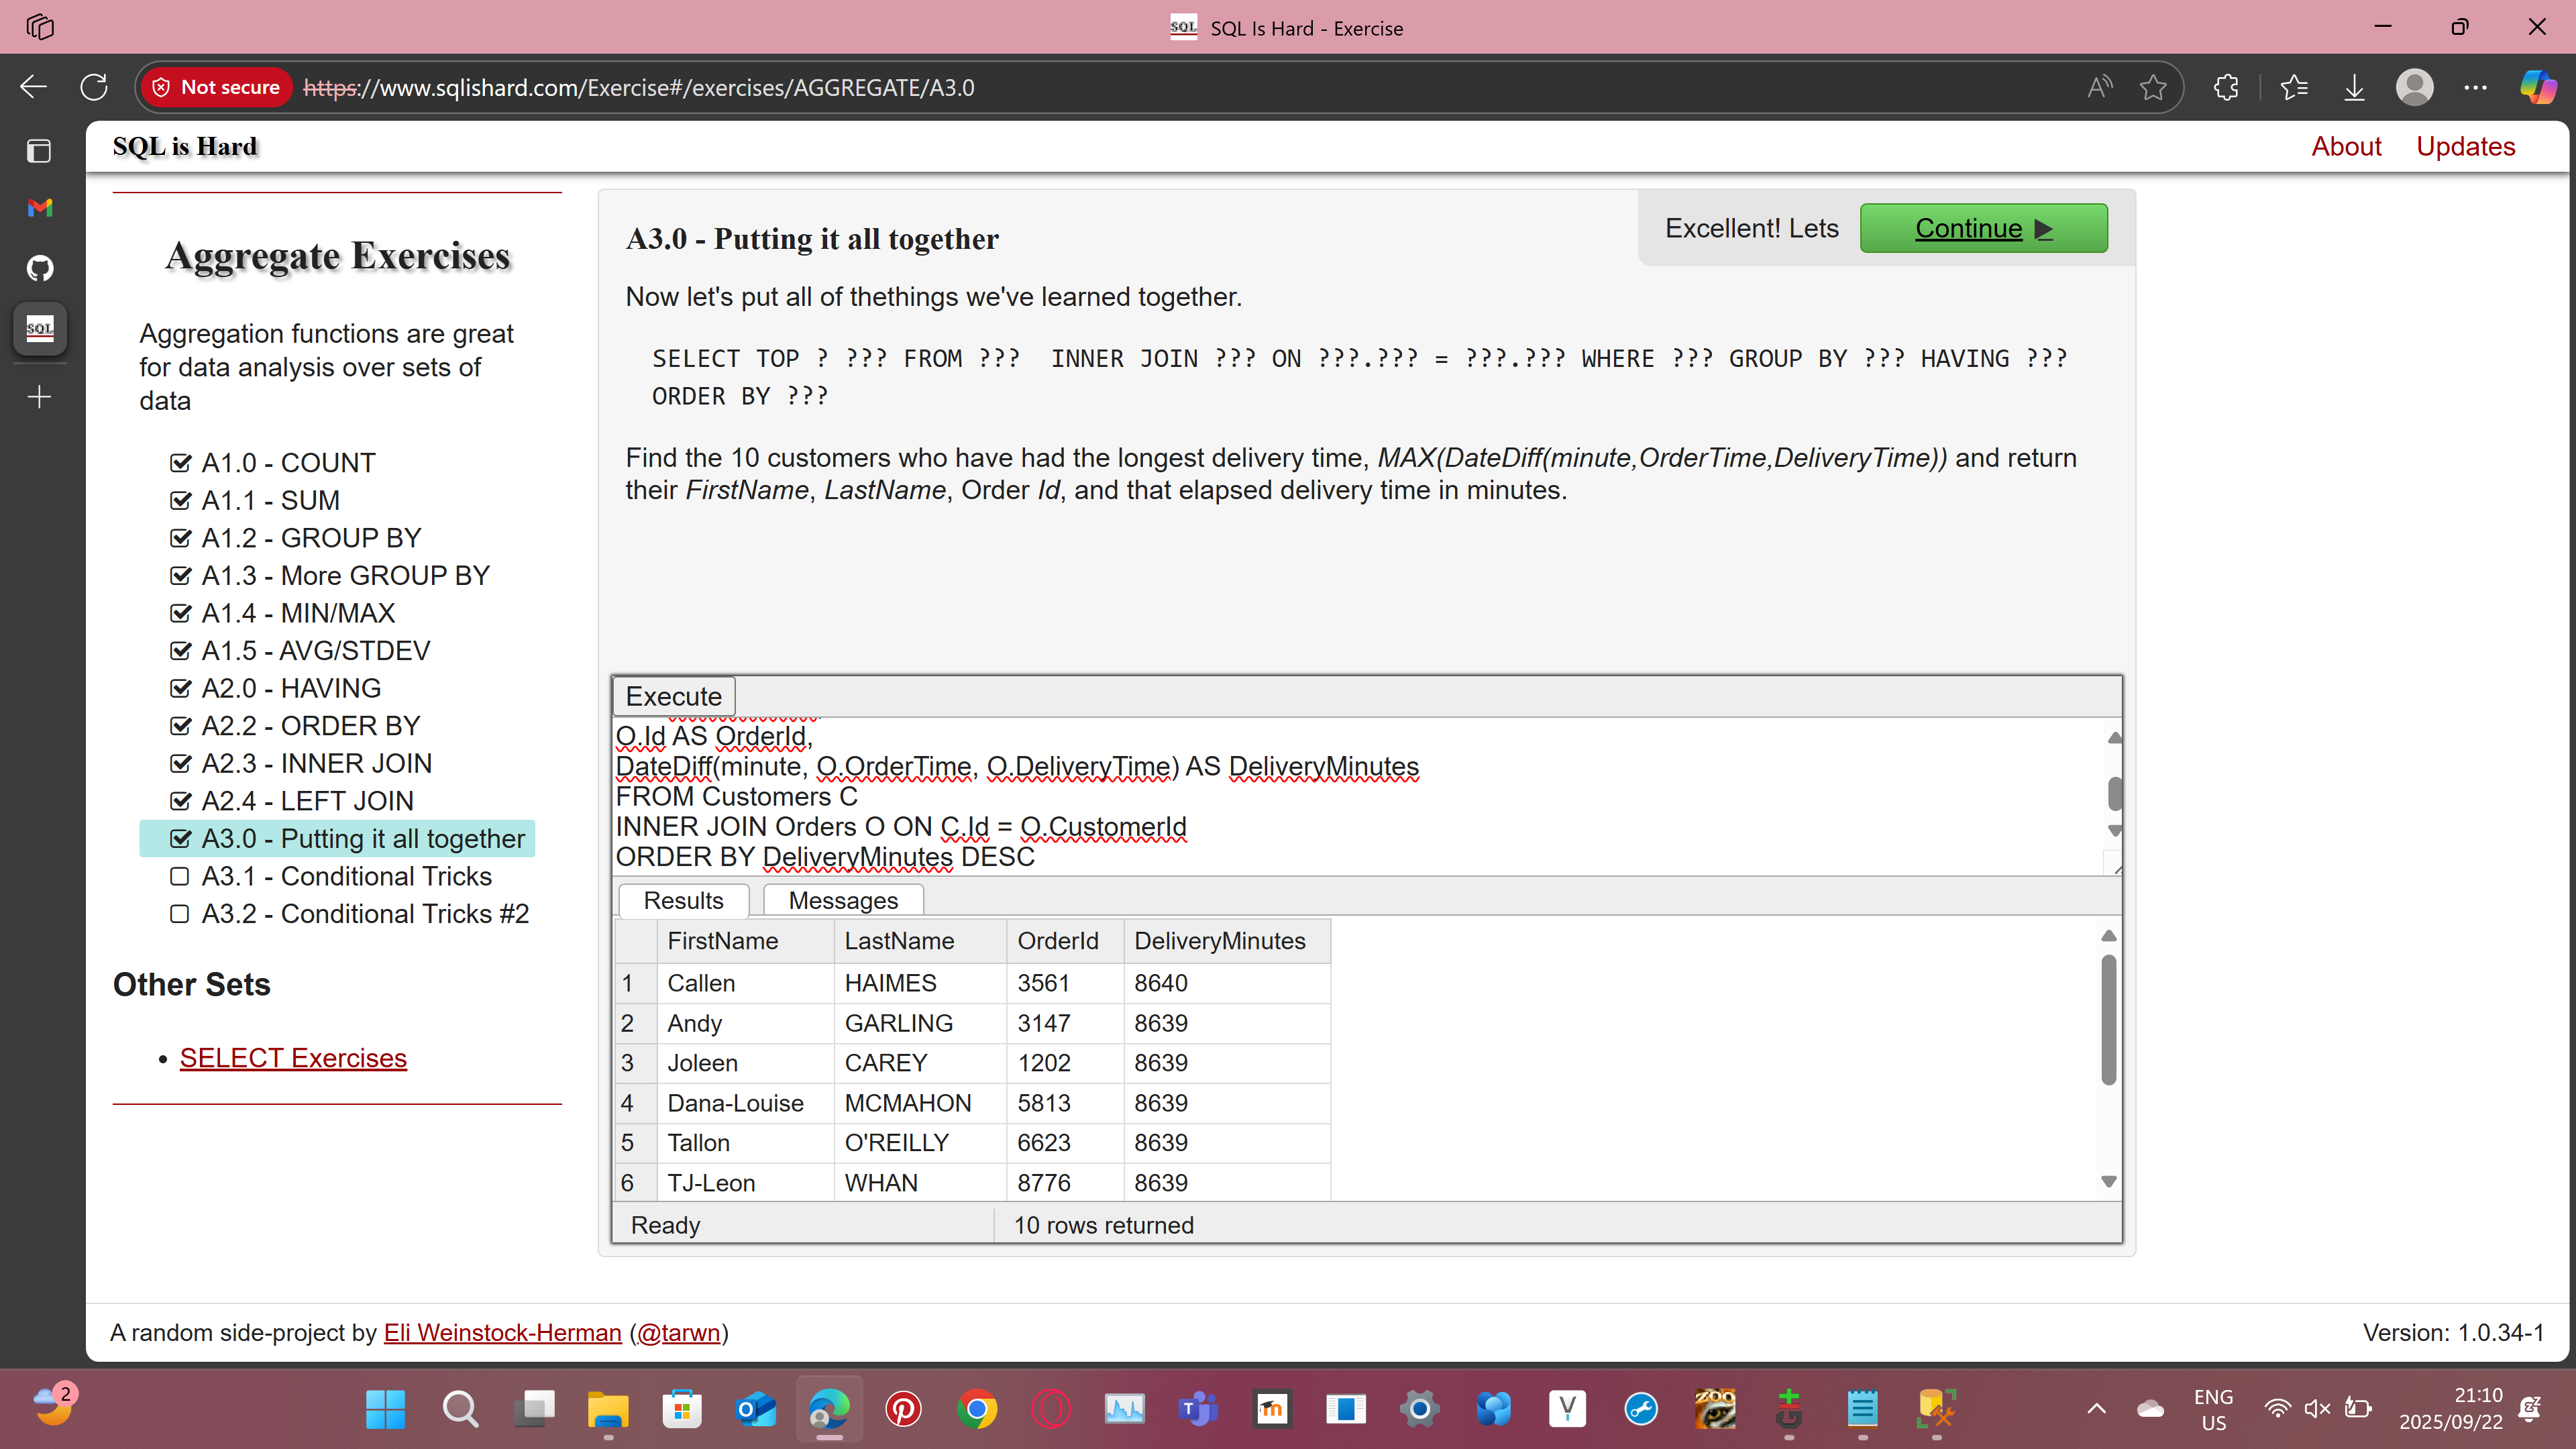 SQL Is Hard - Exercise
Not secure https://www.sqlishard.com/Exercise#/exercises/AGGREGATE/A3.0
SQL is Hard
About Updates
Aggregate Exercises
Aggregation functions are great
for data analysis over sets of
data
A1.0 - COUNT
A1.1 - SUM
A1.2 - GROUP BY
A1.3 - More GROUP BY
A1.4 - MIN/MAX
A1.5 - AVG/STDEV
A2.0 - HAVING
A2.2 - ORDER BY
A2.3 - INNER JOIN
A2.4 - LEFT JOIN
A3.0 - Putting it all together
A3.1 - Conditional Tricks
A3.2 - Conditional Tricks #2
Other Sets
SELECT Exercises
A3.0 - Putting it all together
Excellent! Lets Continue
Now let's put all of thethings we've learned together.
SELECT TOP ? ??? FROM ??? INNER JOIN ??? ON ???.??? = ???.??? WHERE ??? GROUP BY ??? HAVING ???
ORDER BY ???
Find the 10 customers who have had the longest delivery time, MAX(DateDiff(minute,OrderTime,DeliveryTime)) and return
their FirstName, LastName, Order Id, and that elapsed delivery time in minutes.
Execute
O.Id AS OrderId,
DateDiff(minute, O.OrderTime, O.DeliveryTime) AS DeliveryMinutes
FROM Customers C
INNER JOIN Orders O ON C.Id = O.CustomerId
ORDER BY DeliveryMinutes DESC
Results Messages
FirstName LastName OrderId DeliveryMinutes
1 Callen HAIMES 3561 8640
2 Andy GARLING 3147 8639
3 Joleen CAREY 1202 8639
4 Dana-Louise MCMAHON 5813 8639
5 Tallon O'REILLY 6623 8639
6 TJ-Leon WHAN 8776 8639
Ready 10 rows returned
A random side-project by Eli Weinstock-Herman (@tarwn)
Version: 1.0.34-1
2
ENG
US
21:10
2025/09/22